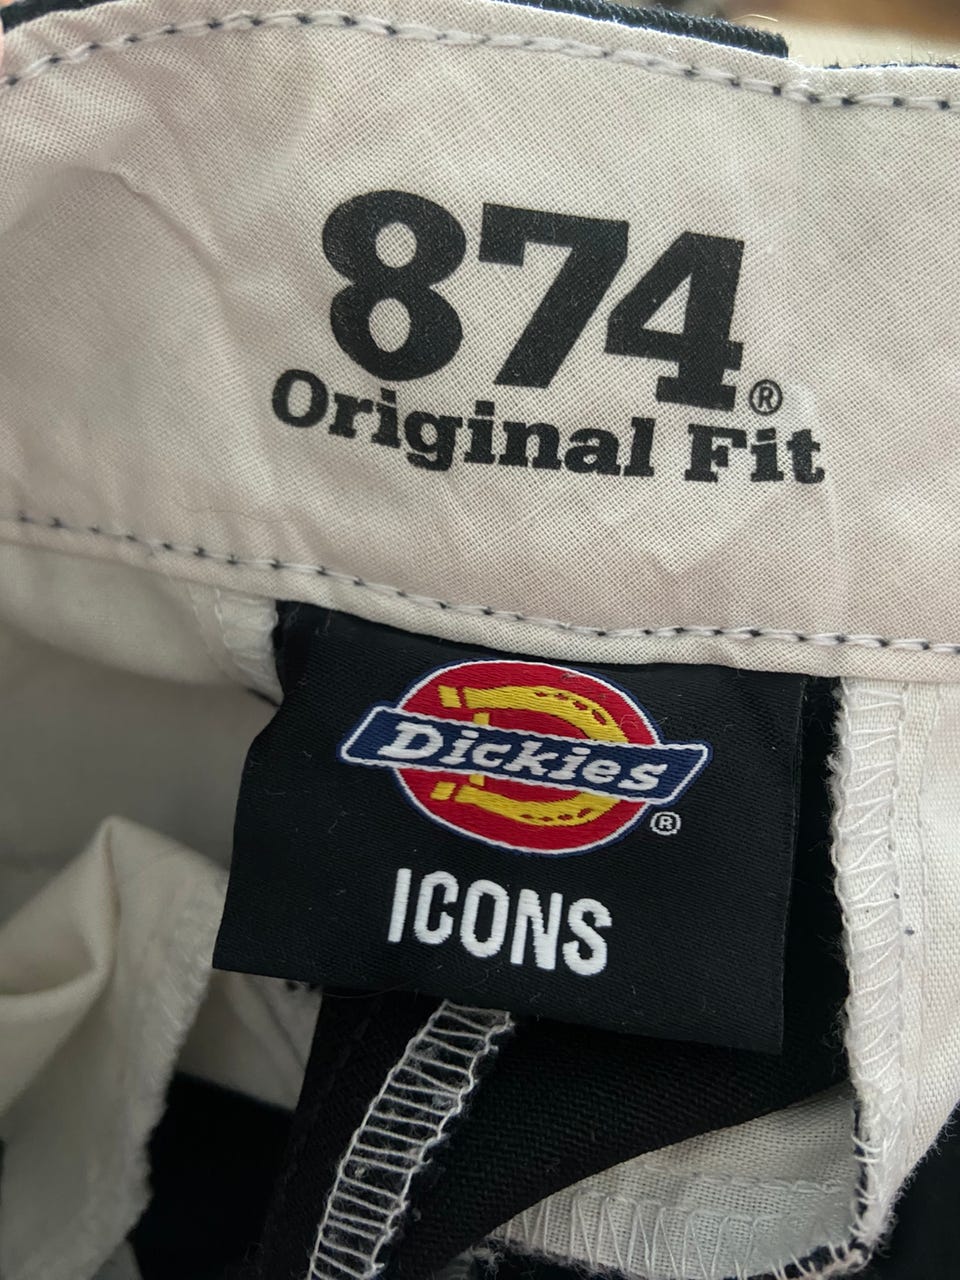 874®
Original Fit
Dickies®
ICONS